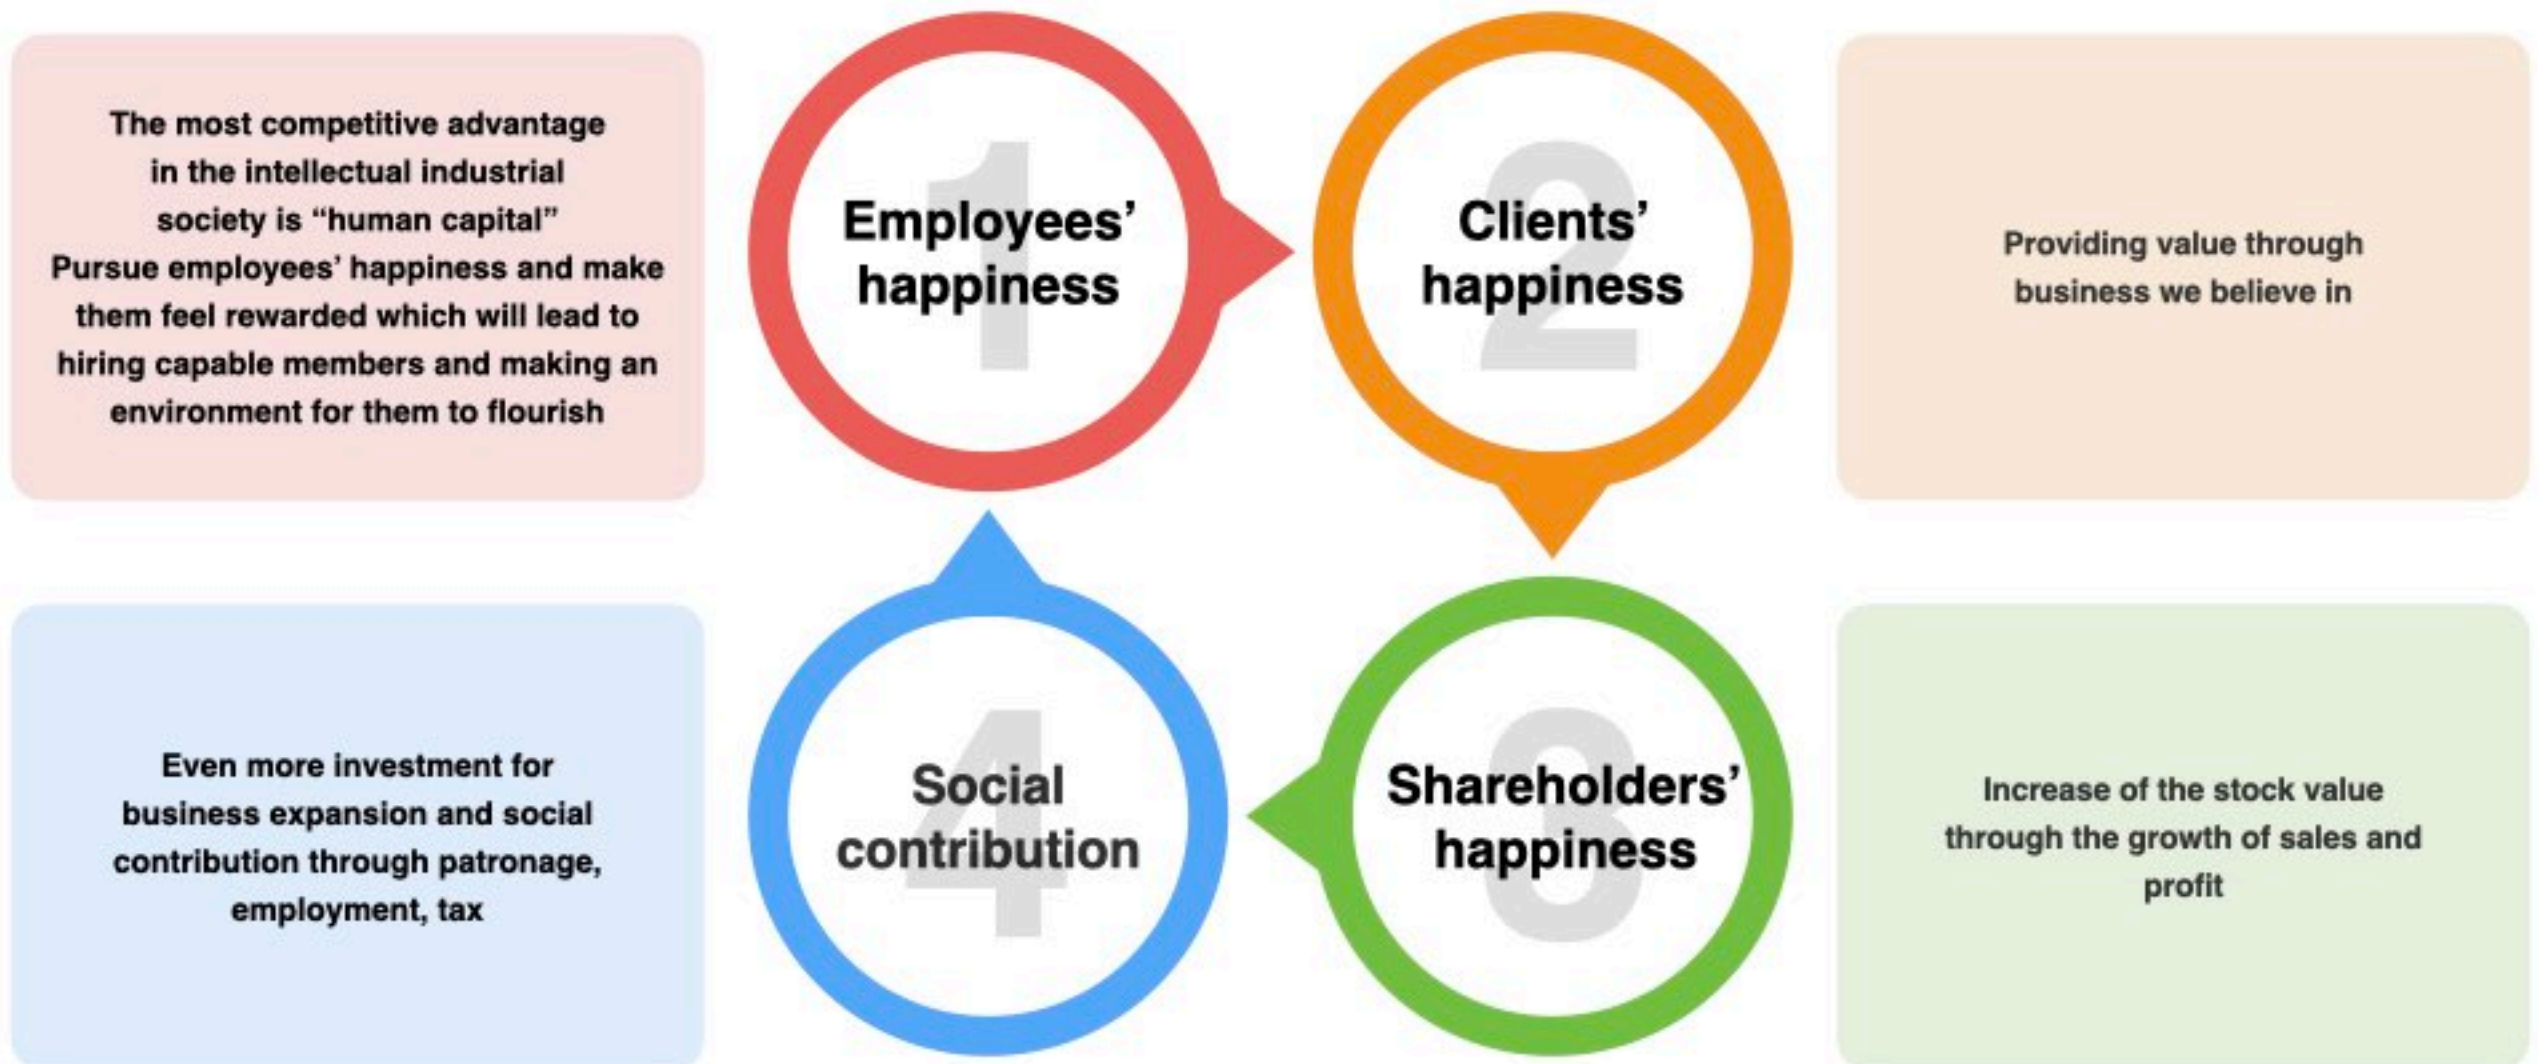 The most competitive advantage
in the intellectual industrial
society is “human capital”
Pursue employees’ happiness and make
them feel rewarded which will lead to
hiring capable members and making an
environment for them to flourish
1
Employees’
happiness
2
Clients’
happiness
Providing value through
business we believe in
Even more investment for
business expansion and social
contribution through patronage,
employment, tax
4
Social
contribution
3
Shareholders’
happiness
Increase of the stock value
through the growth of sales and
profit